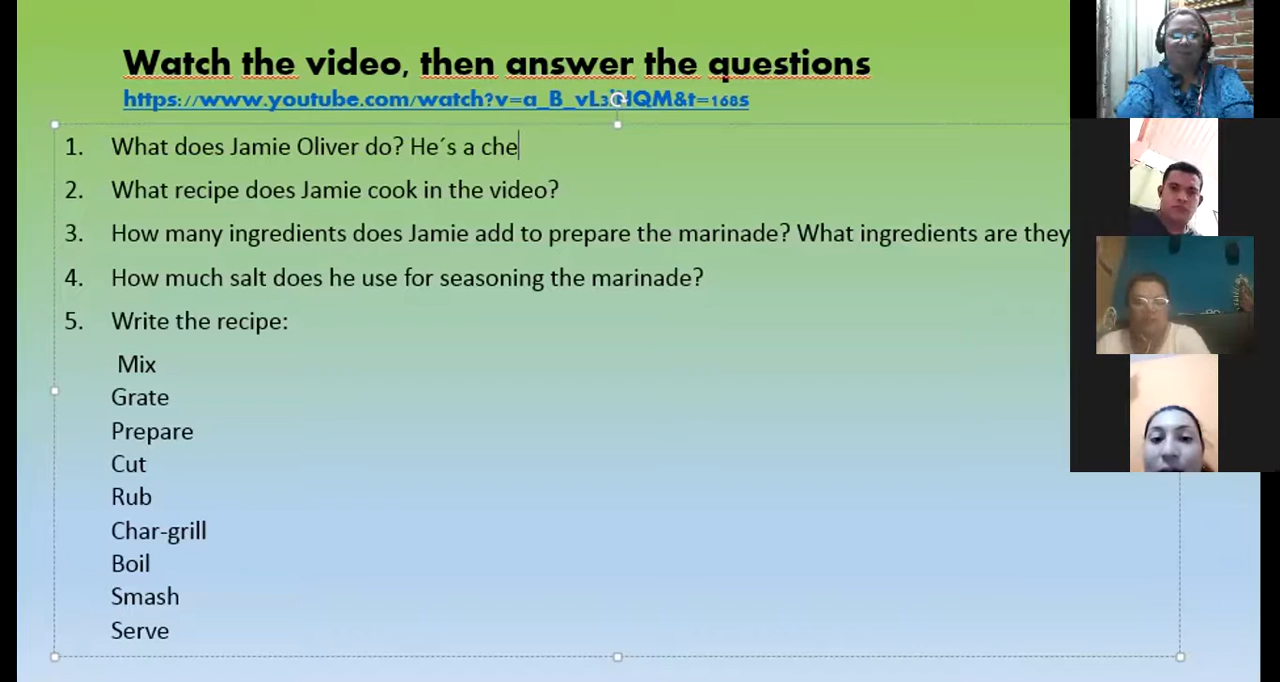 Watch the video, then answer the questions
https://www.youtube.com/watch?v=a_B_vL3
1. What does Jamie Oliver do? He´s a che
2. What recipe does Jamie cook in the video?
3. How many ingredients does Jamie add to prepare the marinade? What ingredients are they
4. How much salt does he use for seasoning the marinade?
5. Write the recipe:
Mix
Grate
Prepare
Cut
Rub
Char-grill
Boil
Smash
Serve